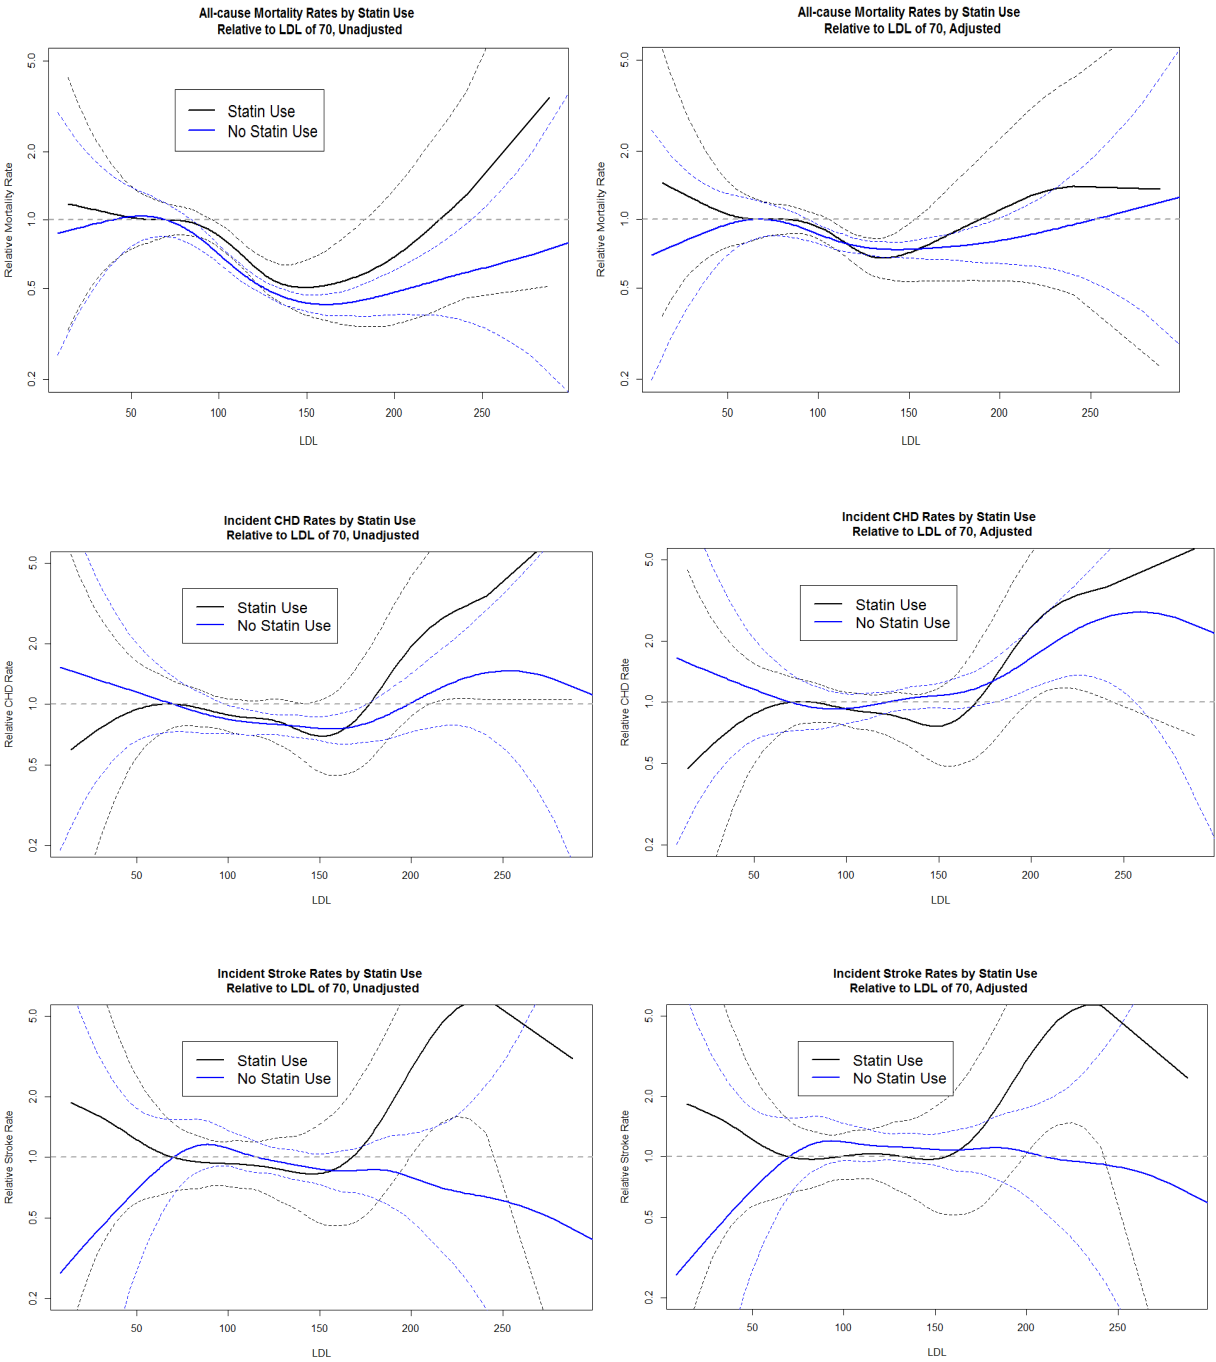 All-cause Mortality Rates by Statin Use
Relative to LDL of 70, Unadjusted
Relative Mortality Rate
5.0
2.0
1.0
0.5
0.2
Statin Use
No Statin Use
50
100
150
200
250
LDL
All-cause Mortality Rates by Statin Use
Relative to LDL of 70, Adjusted
Relative Mortality Rate
5.0
2.0
1.0
0.5
0.2
50
100
150
200
250
LDL
Incident CHD Rates by Statin Use
Relative to LDL of 70, Unadjusted
Relative CHD Rate
5.0
2.0
1.0
0.5
0.2
Statin Use
No Statin Use
50
100
150
200
250
LDL
Incident CHD Rates by Statin Use
Relative to LDL of 70, Adjusted
Relative CHD Rate
5.0
2.0
1.0
0.5
0.2
Statin Use
No Statin Use
50
100
150
200
250
LDL
Incident Stroke Rates by Statin Use
Relative to LDL of 70, Unadjusted
Relative Stroke Rate
5.0
2.0
1.0
0.5
0.2
Statin Use
No Statin Use
50
100
150
200
250
LDL
Incident Stroke Rates by Statin Use
Relative to LDL of 70, Adjusted
Relative Stroke Rate
5.0
2.0
1.0
0.5
0.2
Statin Use
No Statin Use
50
100
150
200
250
LDL